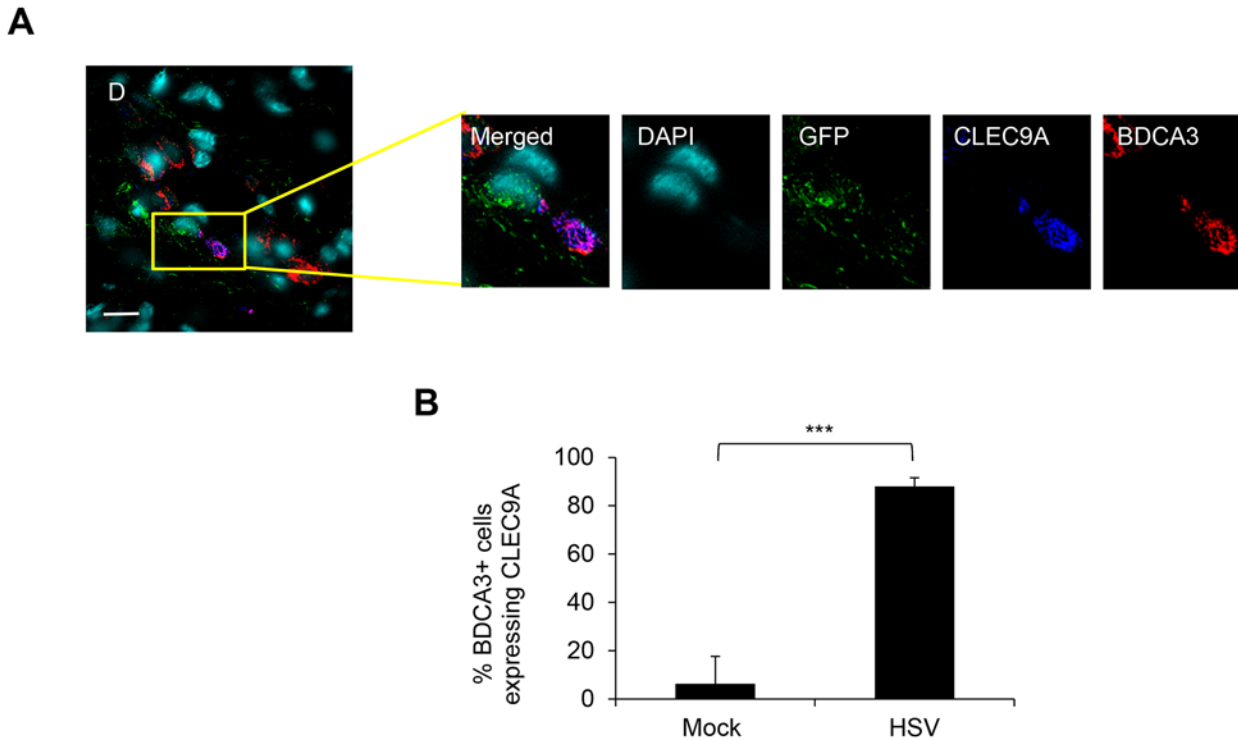 A
D
Merged
DAPI
GFP
CLEC9A
BDCA3
B
***
% BDCA3+ cells
expressing CLEC9A
100
80
60
40
20
0
Mock
HSV